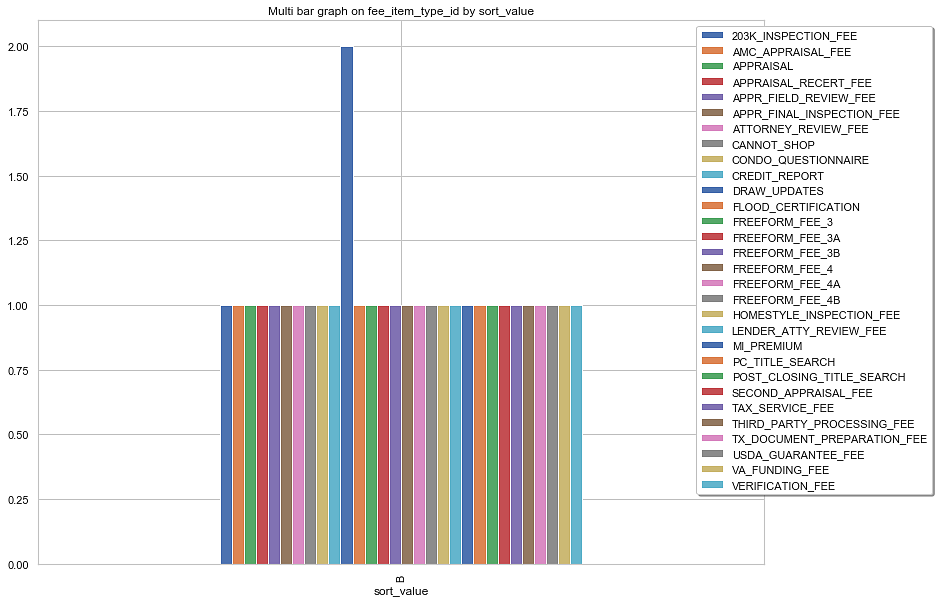 Multi bar graph on fee_item_type_id by sort_value
2.00
1.75
1.50
1.25
1.00
0.75
0.50
0.25
0.00
B
sort_value
203K_INSPECTION_FEE
AMC_APPRAISAL_FEE
APPRAISAL
APPRAISAL_RECERT_FEE
APPR_FIELD_REVIEW_FEE
APPR_FINAL_INSPECTION_FEE
ATTORNEY_REVIEW_FEE
CANNOT_SHOP
CONDO_QUESTIONNAIRE
CREDIT_REPORT
DRAW_UPDATES
FLOOD_CERTIFICATION
FREEFORM_FEE_3
FREEFORM_FEE_3A
FREEFORM_FEE_3B
FREEFORM_FEE_4
FREEFORM_FEE_4A
FREEFORM_FEE_4B
HOMESTYLE_INSPECTION_FEE
LENDER_ATTY_REVIEW_FEE
MI_PREMIUM
PC_TITLE_SEARCH
POST_CLOSING_TITLE_SEARCH
SECOND_APPRAISAL_FEE
TAX_SERVICE_FEE
THIRD_PARTY_PROCESSING_FEE
TX_DOCUMENT_PREPARATION_FEE
USDA_GUARANTEE_FEE
VA_FUNDING_FEE
VERIFICATION_FEE